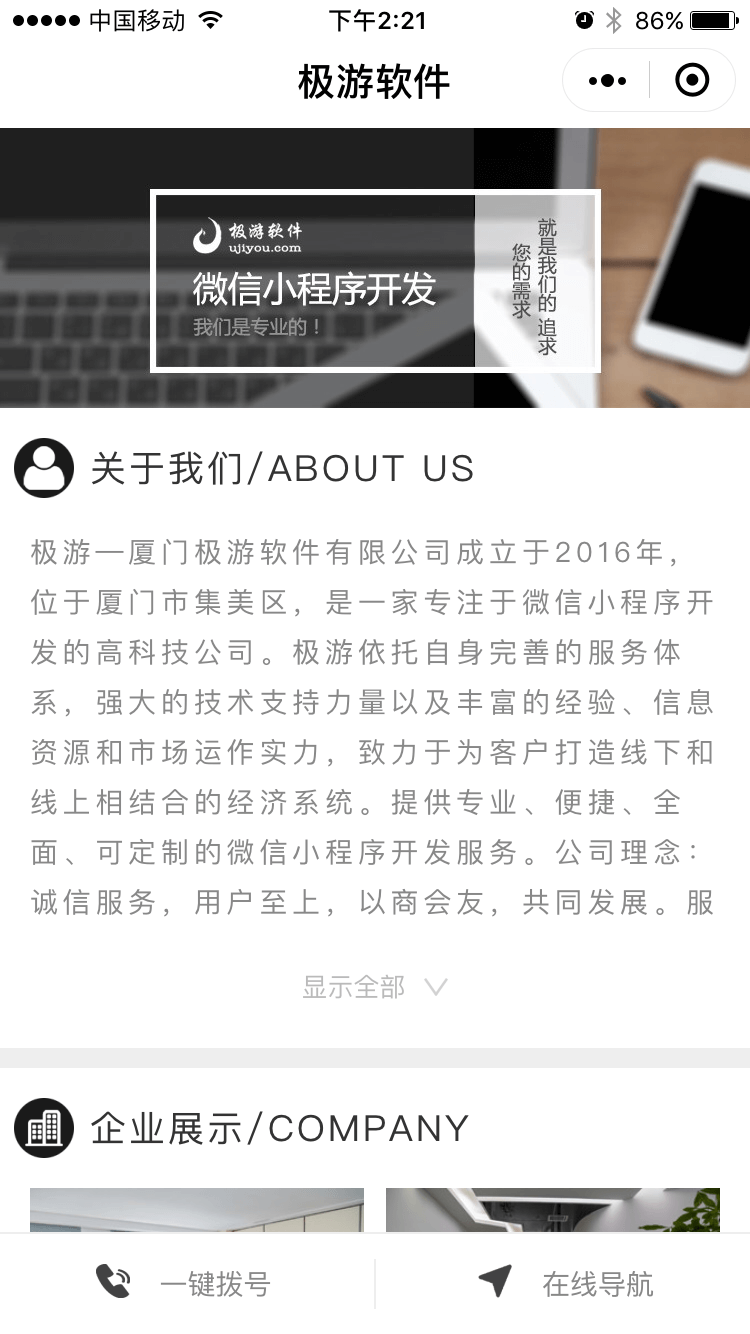 中国移动 下午2:21 86%
极游软件
极游软件
ujiyou.com
微信小程序开发
我们是专业的！
您的需求
就是我们的 追求
关于我们/ABOUT US
极游—厦门极游软件有限公司成立于2016年，
位于厦门市集美区，是一家专注于微信小程序开
发的高科技公司。极游依托自身完善的服务体
系，强大的技术支持力量以及丰富的经验、信息
资源和市场运作实力，致力于为客户打造线下和
线上相结合的经济系统。提供专业、便捷、全
面、可定制的微信小程序开发服务。公司理念：
诚信服务，用户至上，以商会友，共同发展。服
显示全部
企业展示/COMPANY
一键拨号 在线导航